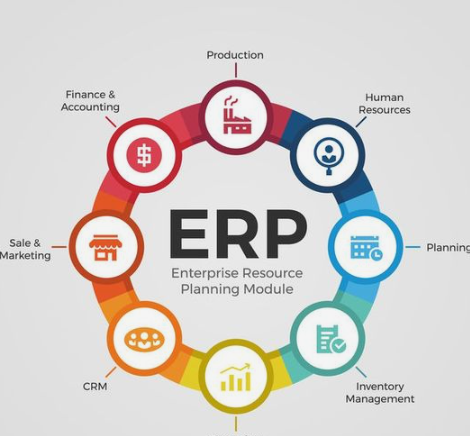 Production
Finance &
Accounting
Human
Resources
$
ERP
Enterprise Resource
Planning Module
Sale &
Marketing
Planning
CRM
Inventory
Management